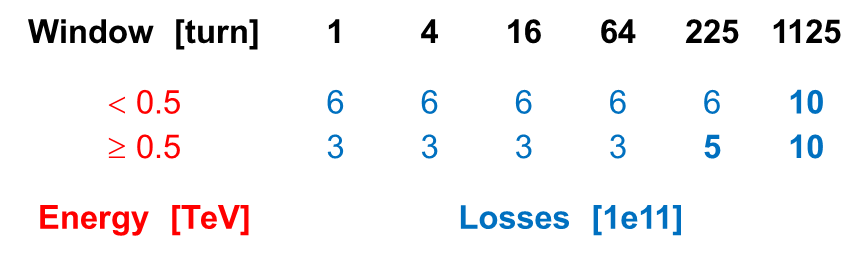 Window [turn] 1 4 16 64 225 1125
< 0.5 6 6 6 6 6 10
≥ 0.5 3 3 3 3 5 10
Energy [TeV] Losses [1e11]